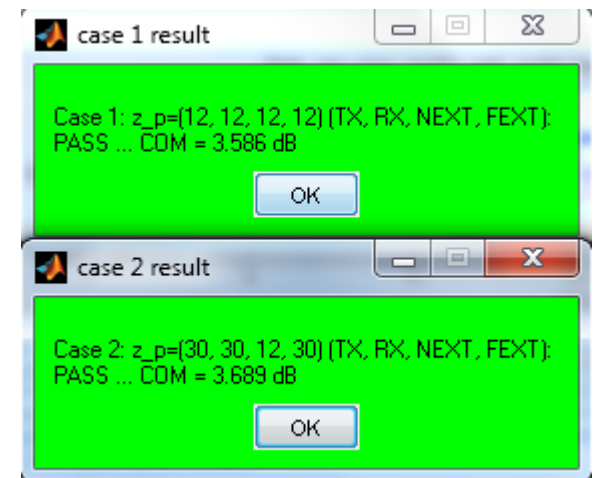 case 1 result
Case 1: z_p=(12, 12, 12, 12) (TX, RX, NEXT, FEXT):
PASS ... COM = 3.586 dB
OK
case 2 result
Case 2: z_p=(30, 30, 12, 30) (TX, RX, NEXT, FEXT):
PASS ... COM = 3.689 dB
OK